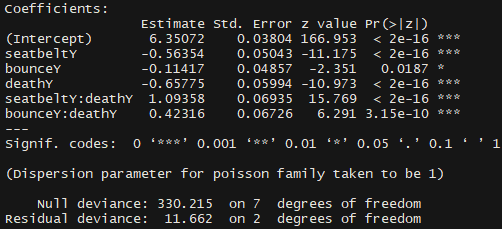 Coefficients:
Estimate Std. Error z value Pr(>|z|)
(Intercept) 6.35072 0.03804 166.953 < 2e-16 ***
seatbeltY -0.56354 0.05043 -11.175 < 2e-16 ***
bounceY -0.11417 0.04857 -2.351 0.0187 *
deathY -0.65775 0.05994 -10.973 < 2e-16 ***
seatbeltY:deathY 1.09358 0.06935 15.769 < 2e-16 ***
bounceY:deathY 0.42316 0.06726 6.291 3.15e-10 ***
---
Signif. codes: 0 ‘***’ 0.001 ‘**’ 0.01 ‘*’ 0.05 ‘.’ 0.1 ‘ ’ 1
(Dispersion parameter for poisson family taken to be 1)
Null deviance: 330.215 on 7 degrees of freedom
Residual deviance: 11.662 on 2 degrees of freedom